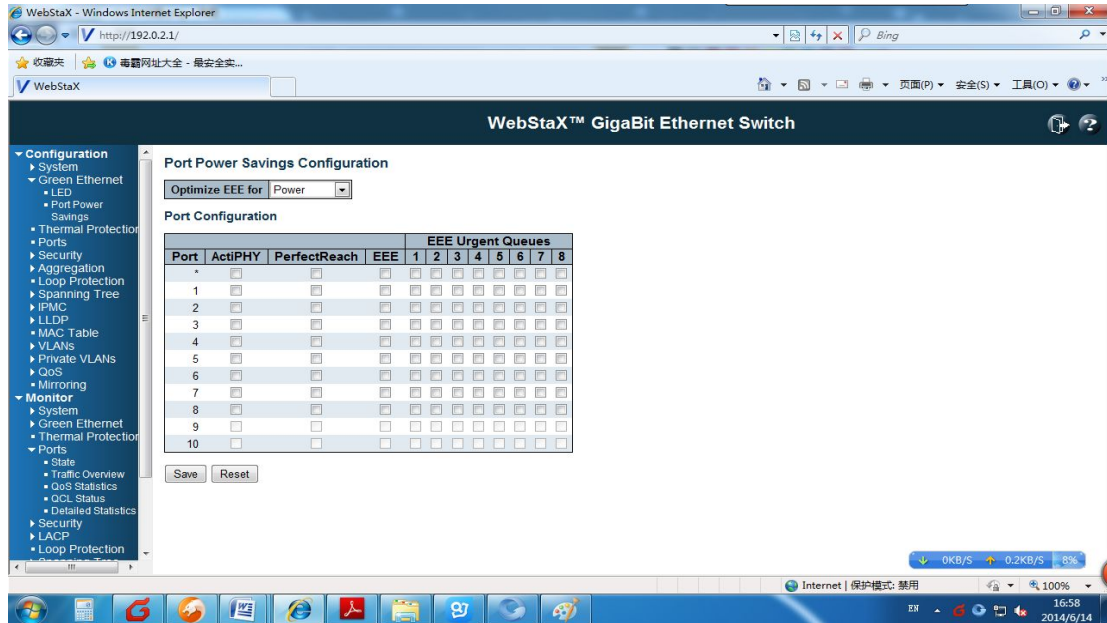 WebStaX - Windows Internet Explorer
http://192.0.2.1/
Bing
收藏夹 毒霸网址大全 - 最安全实...
WebStaX
页面(P) 安全(S) 工具(O)
WebStaX™ GigaBit Ethernet Switch
Configuration
System
Green Ethernet
LED
Port Power
Savings
Thermal Protection
Ports
Security
Aggregation
Loop Protection
Spanning Tree
IPMC
LLDP
MAC Table
VLANs
Private VLANs
QoS
Mirroring
Monitor
System
Green Ethernet
Thermal Protection
Ports
State
Traffic Overview
QoS Statistics
QCL Status
Detailed Statistics
Security
LACP
Loop Protection
Port Power Savings Configuration
Optimize EEE for Power
Port Configuration
EEE Urgent Queues
Port ActiPHY PerfectReach EEE 1 2 3 4 5 6 7 8
*
1
2
3
4
5
6
7
8
9
10
Save Reset
0KB/S 0.2KB/S 8%
Internet | 保护模式: 禁用 100%
EN 16:58
2014/6/14